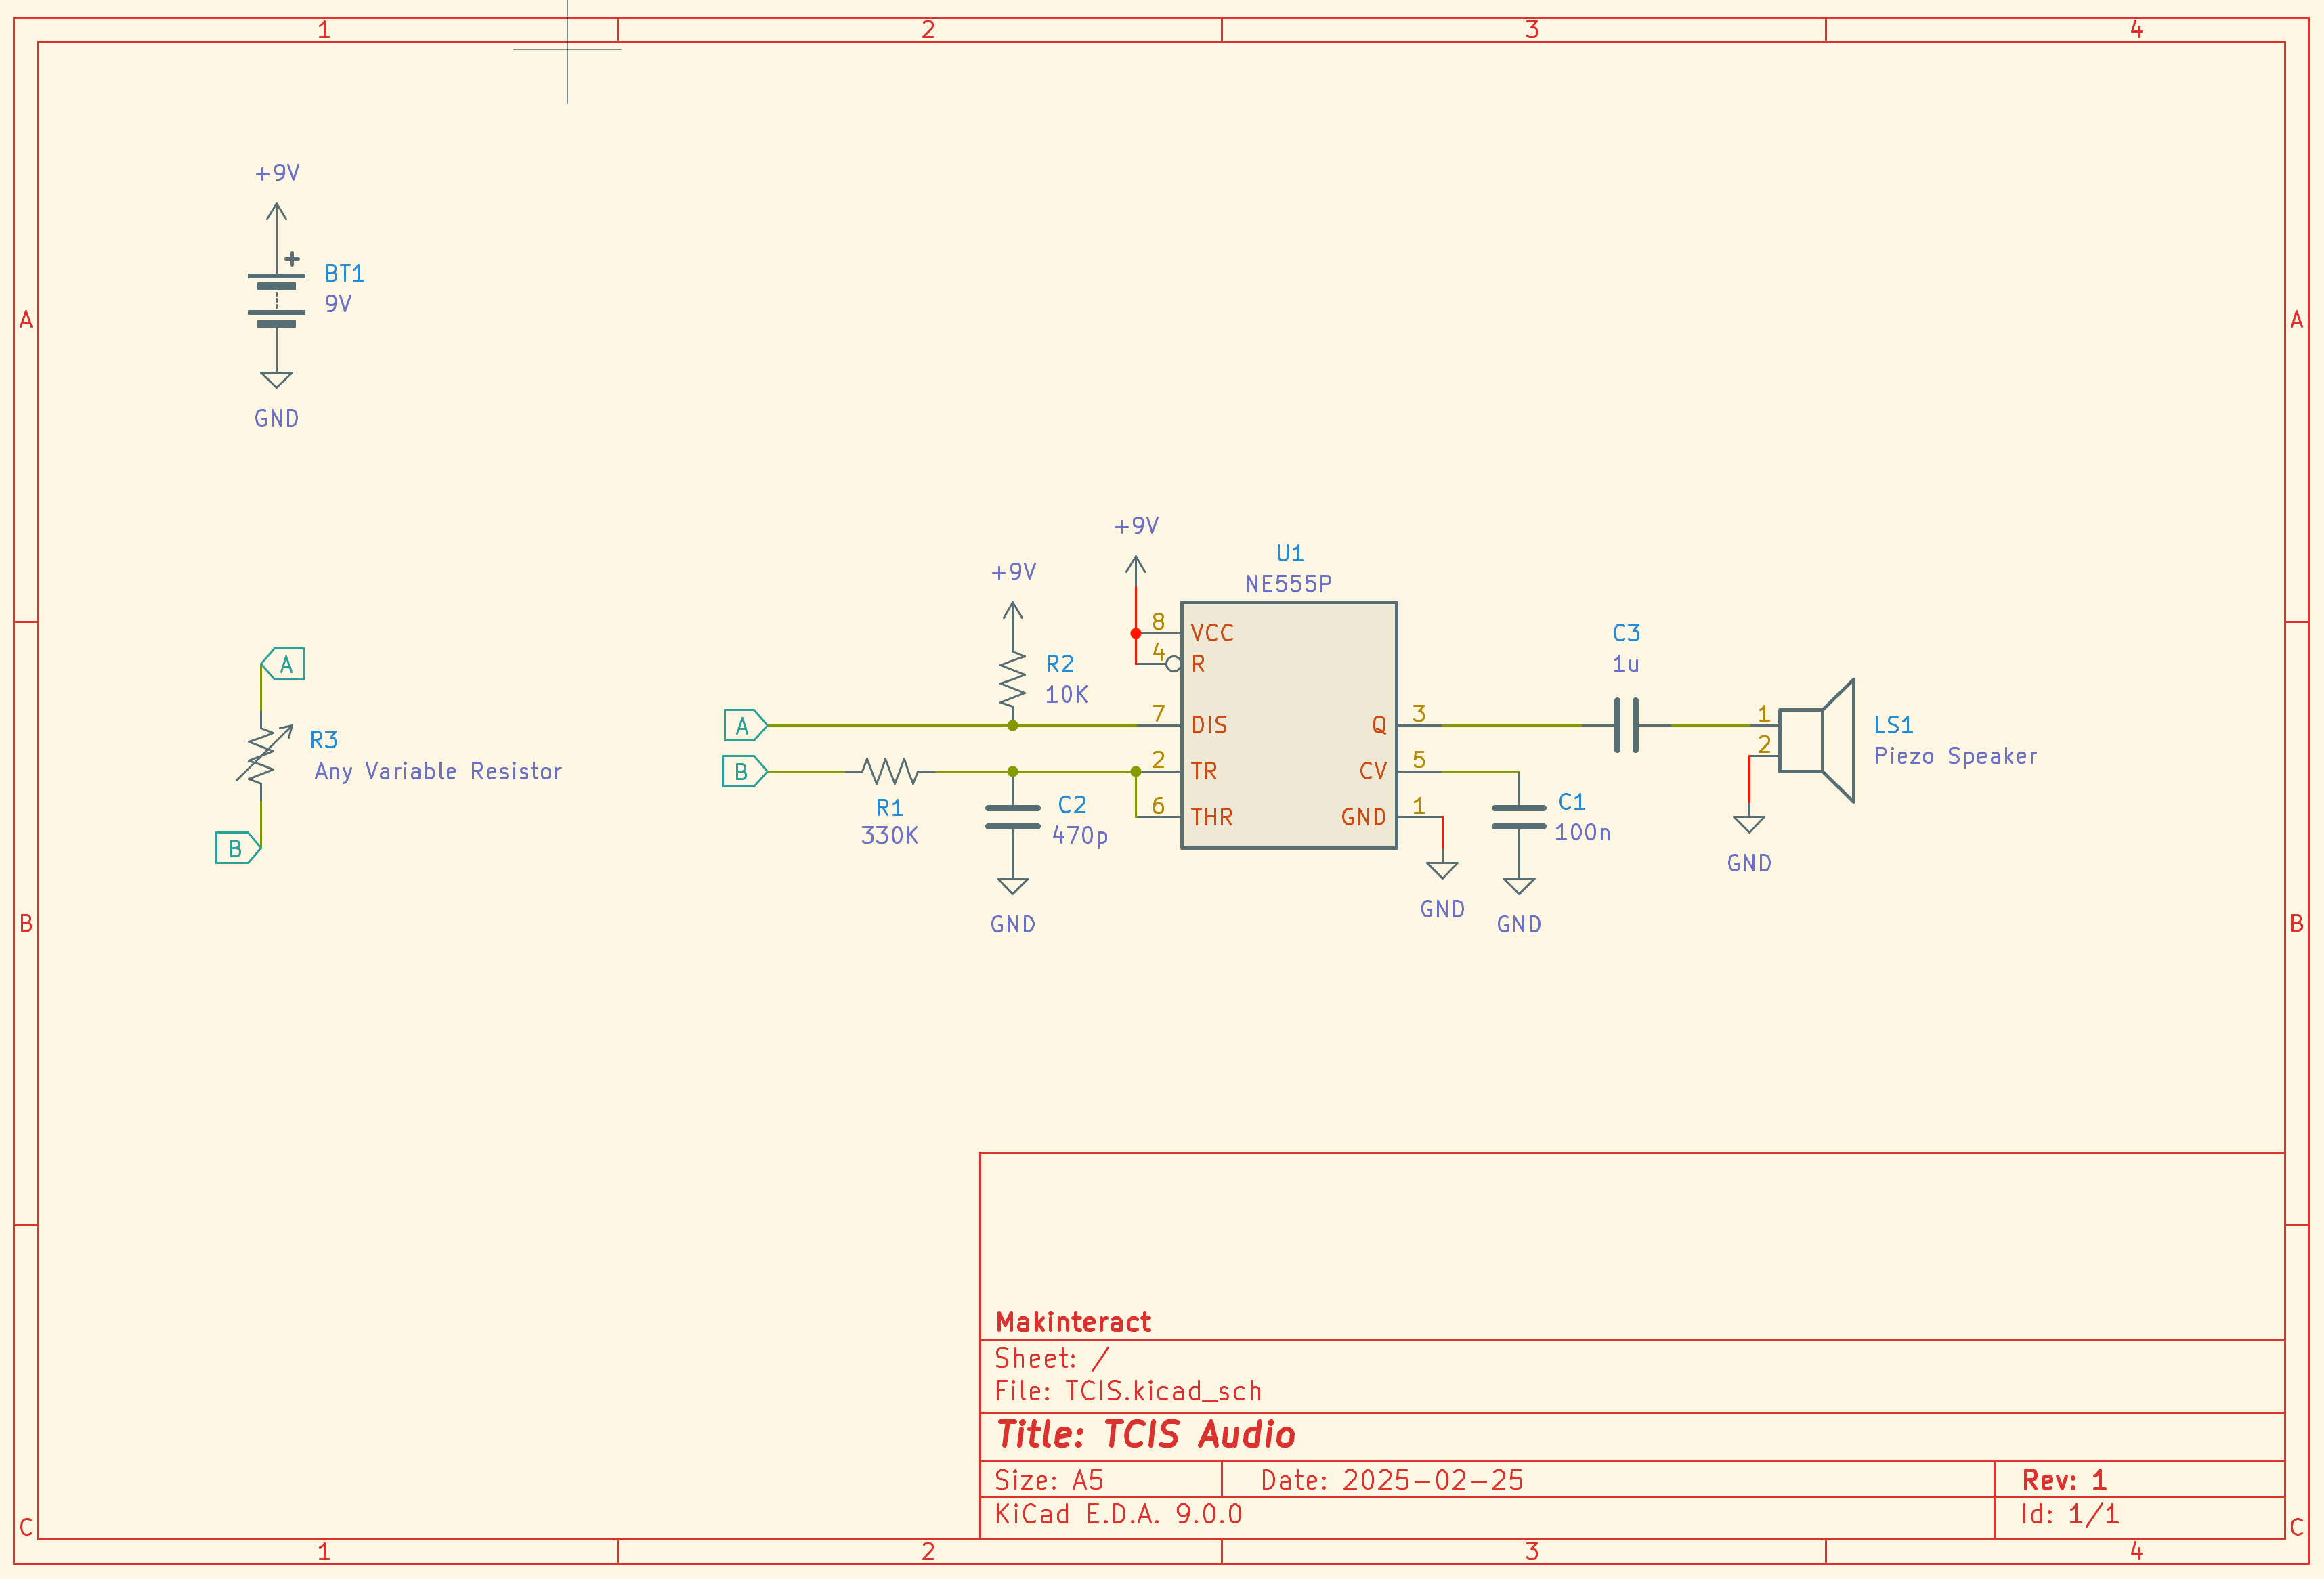 1 2 3 4
A A
B B
C C
+9V
BT1
9V
GND
A
R3
Any Variable Resistor
B
A
B
+9V
R2
10K
R1
330K
C2
470p
GND
+9V
U1
NE555P
8 VCC
4 R
7 DIS
2 TR
6 THR
Q 3
CV 5
GND 1
GND
C1
100n
GND
C3
1u
1
2
LS1
Piezo Speaker
GND
Makinteract
Sheet: /
File: TCIS.kicad_sch
Title: TCIS Audio
Size: A5 Date: 2025-02-25 Rev: 1
KiCad E.D.A. 9.0.0 Id: 1/1
1 2 3 4